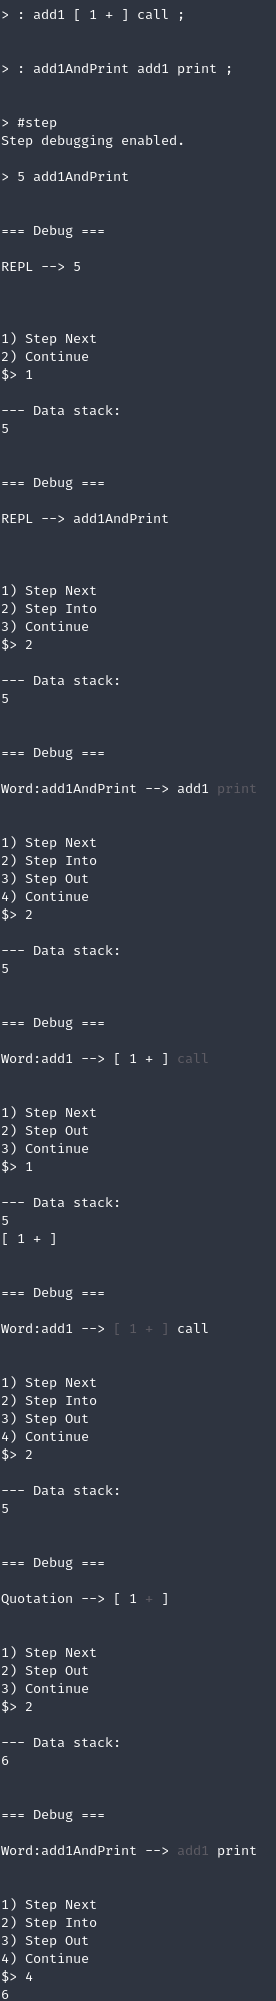 > : add1 [ 1 + ] call ;
> : add1AndPrint add1 print ;
> #step
Step debugging enabled.
> 5 add1AndPrint
=== Debug ===
REPL --> 5
1) Step Next
2) Continue
$> 1
--- Data stack:
5
=== Debug ===
REPL --> add1AndPrint
1) Step Next
2) Step Into
3) Continue
$> 2
--- Data stack:
5
=== Debug ===
Word:add1AndPrint --> add1 print
1) Step Next
2) Step Into
3) Step Out
4) Continue
$> 2
--- Data stack:
5
=== Debug ===
Word:add1 --> [ 1 + ] call
1) Step Next
2) Step Out
3) Continue
$> 1
--- Data stack:
5
[ 1 + ]
=== Debug ===
Word:add1 --> [ 1 + ] call
1) Step Next
2) Step Into
3) Step Out
4) Continue
$> 2
--- Data stack:
5
=== Debug ===
Quotation --> [ 1 + ]
1) Step Next
2) Step Out
3) Continue
$> 2
--- Data stack:
6
=== Debug ===
Word:add1AndPrint --> add1 print
1) Step Next
2) Step Into
3) Step Out
4) Continue
$> 4
6